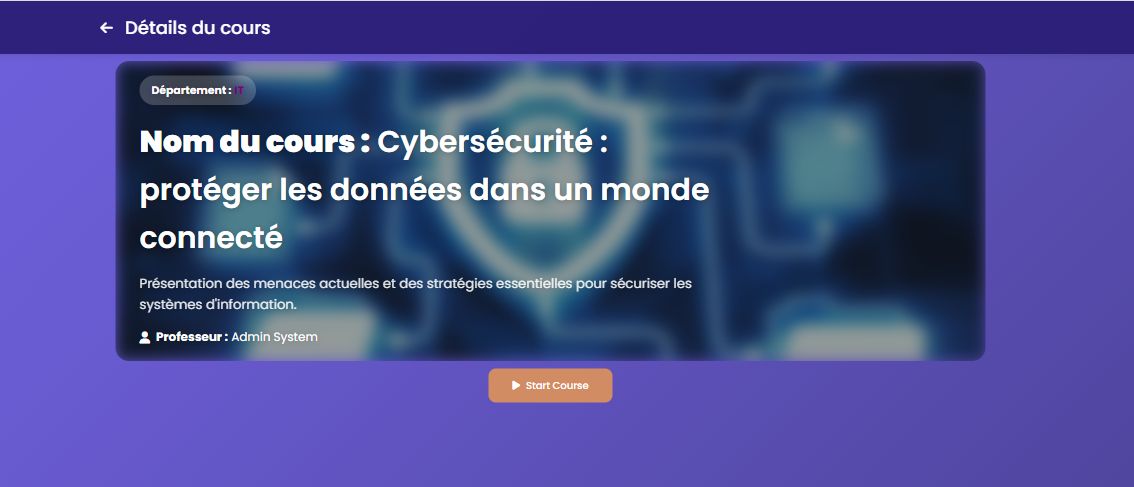 Détails du cours
Département : IT
Nom du cours : Cybersécurité :
protéger les données dans un monde
connecté
Présentation des menaces actuelles et des stratégies essentielles pour sécuriser les
systèmes d'information.
Professeur : Admin System
Start Course